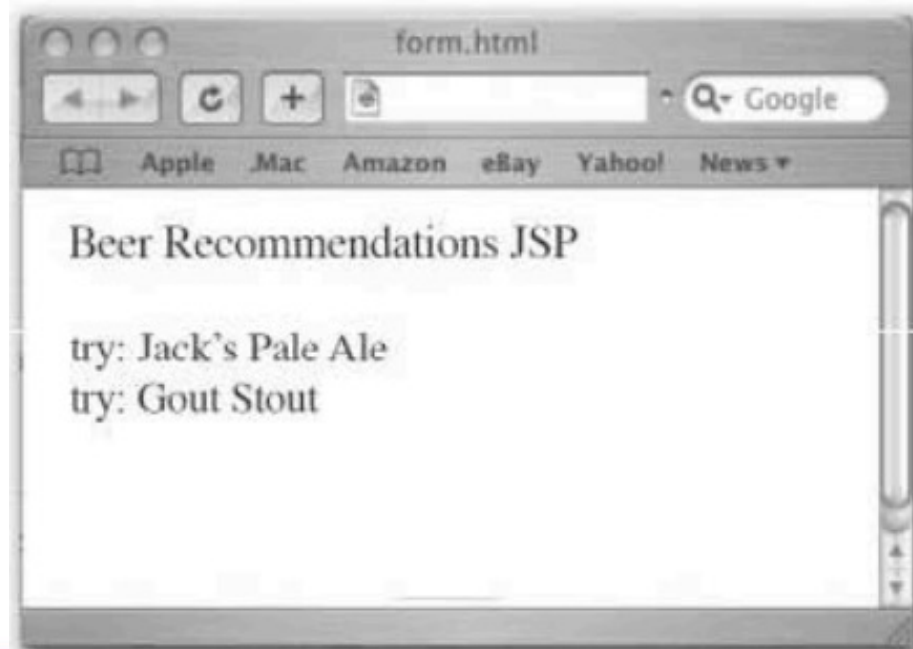 form.html
Google
Apple .Mac Amazon eBay Yahoo! News
Beer Recommendations JSP
try: Jack's Pale Ale
try: Gout Stout